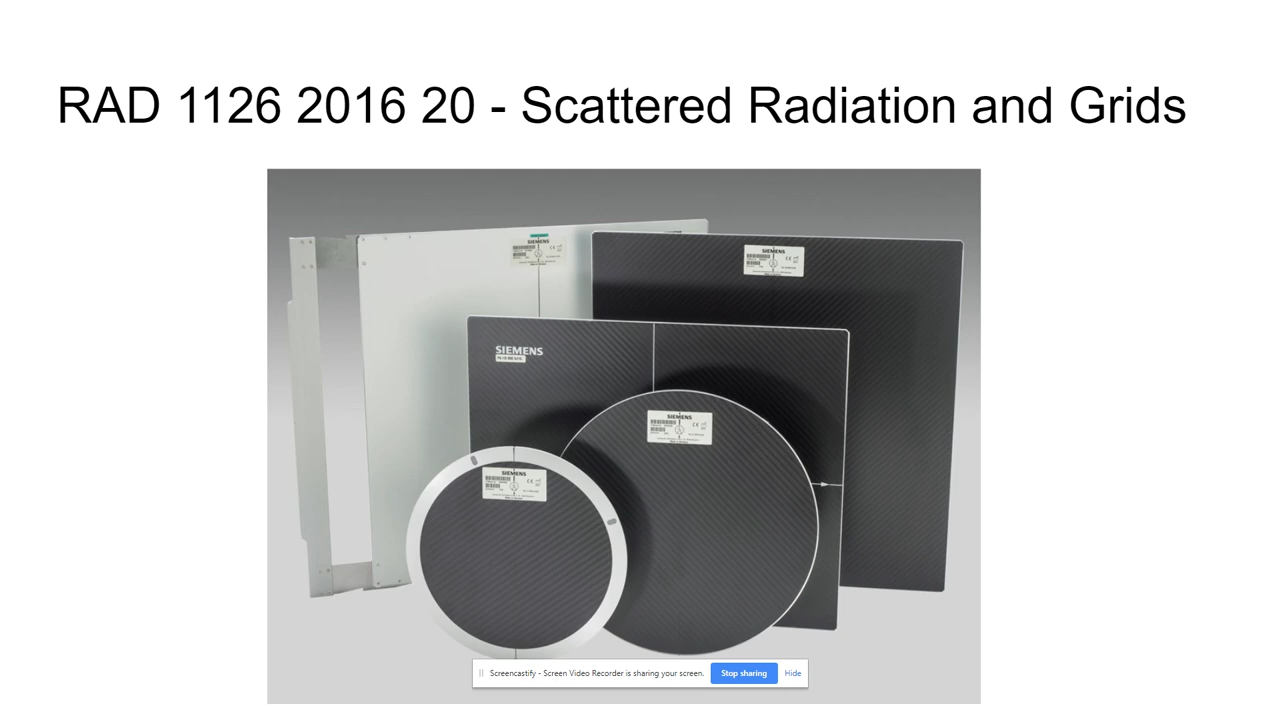 RAD 1126 2016 20 - Scattered Radiation and Grids
SIEMENS
SIEMENS
SIEMENS
SIEMENS
SIEMENS
Screencastify - Screen Video Recorder is sharing your screen. Stop sharing Hide